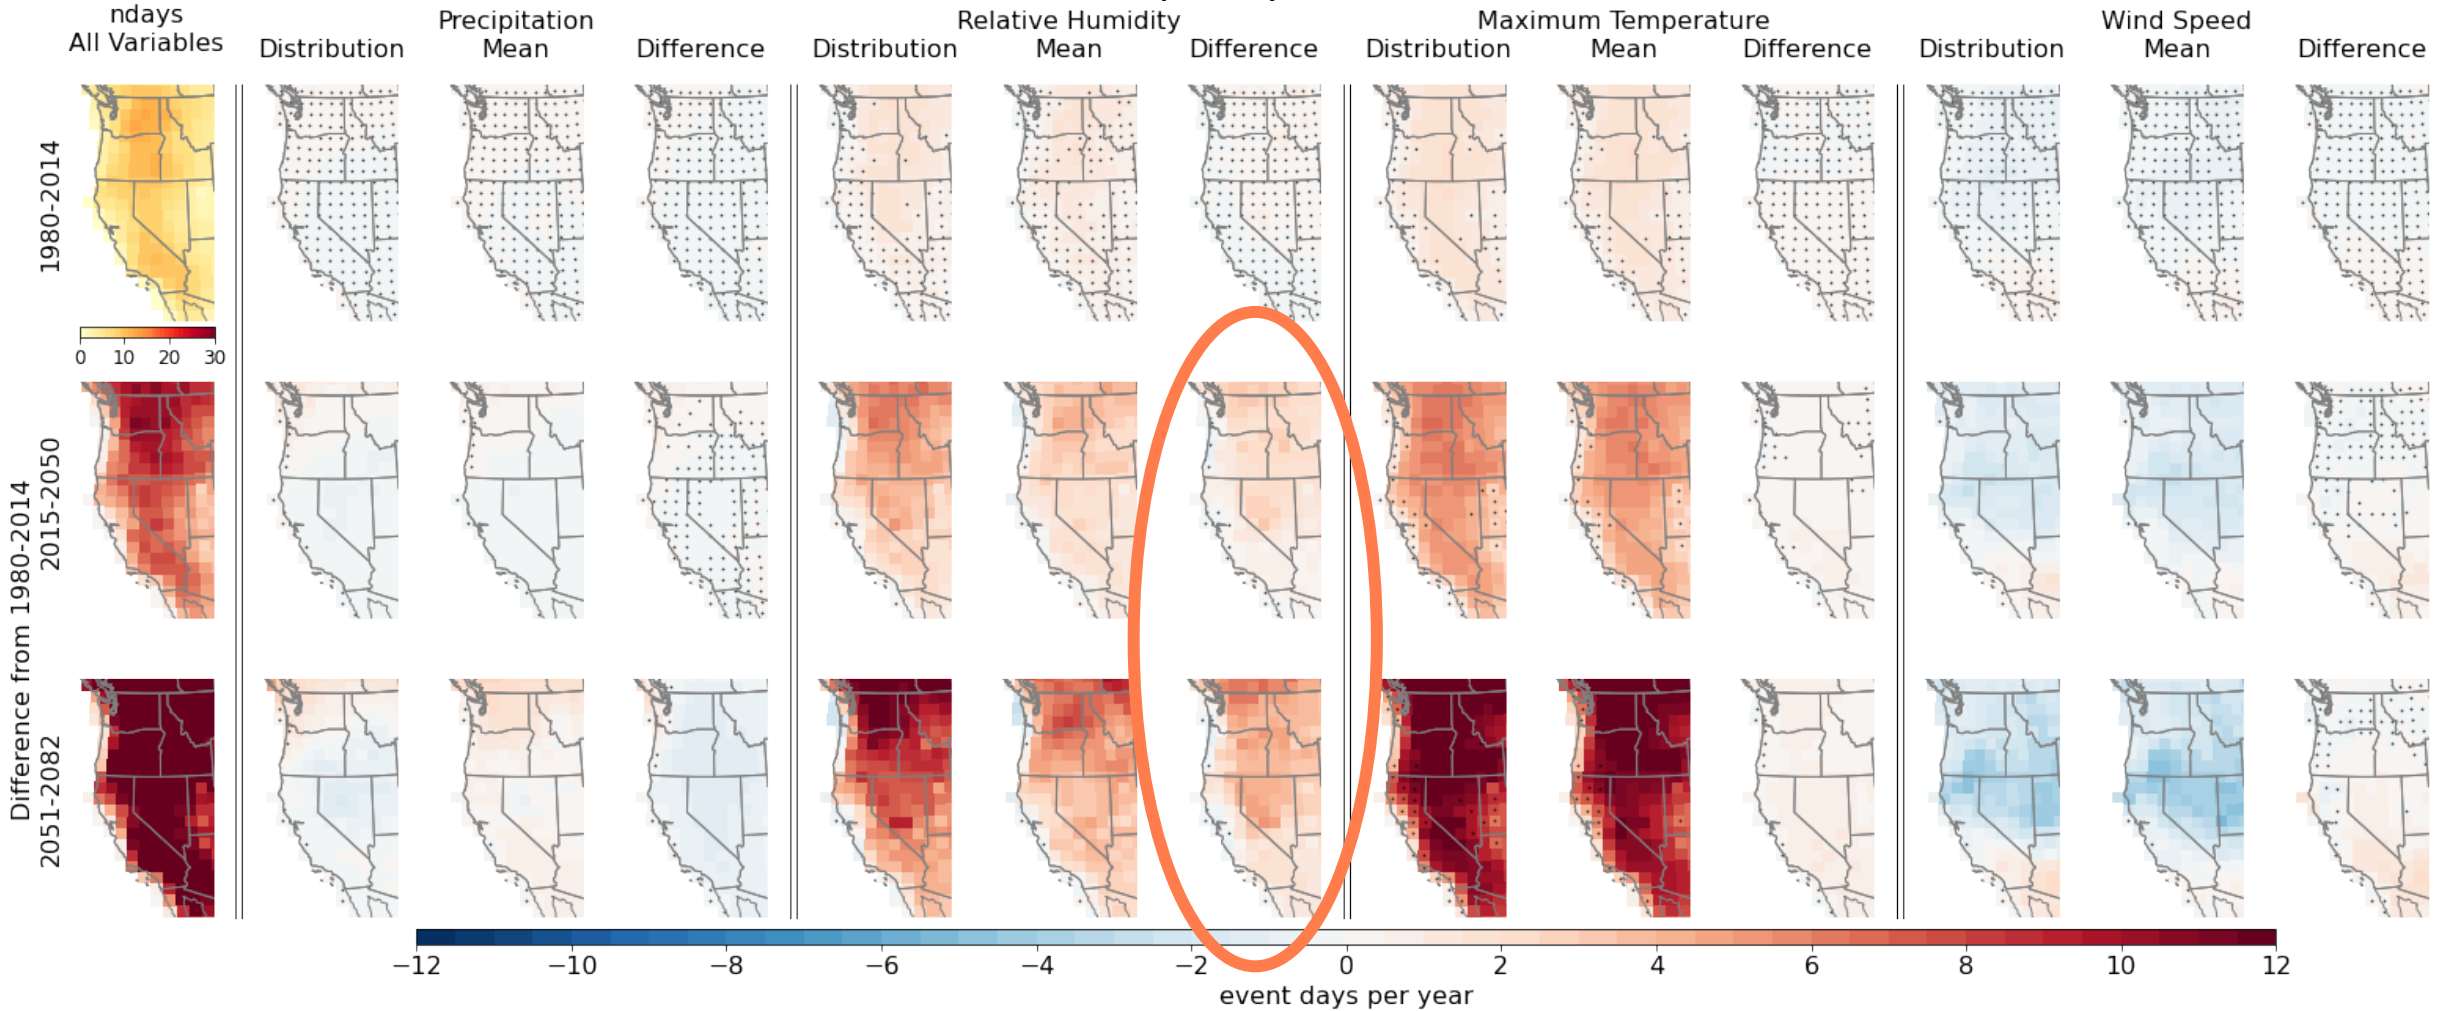 ndays
All Variables
Precipitation
Relative Humidity
Maximum Temperature
Wind Speed
Distribution Mean Difference Distribution Mean Difference Distribution Mean Difference Distribution Mean Difference
1980-2014
0 10 20 30
Difference from 1980-2014
2015-2050
2051-2082
−12 −10 −8 −6 −4 −2 0 2 4 6 8 10 12
event days per year